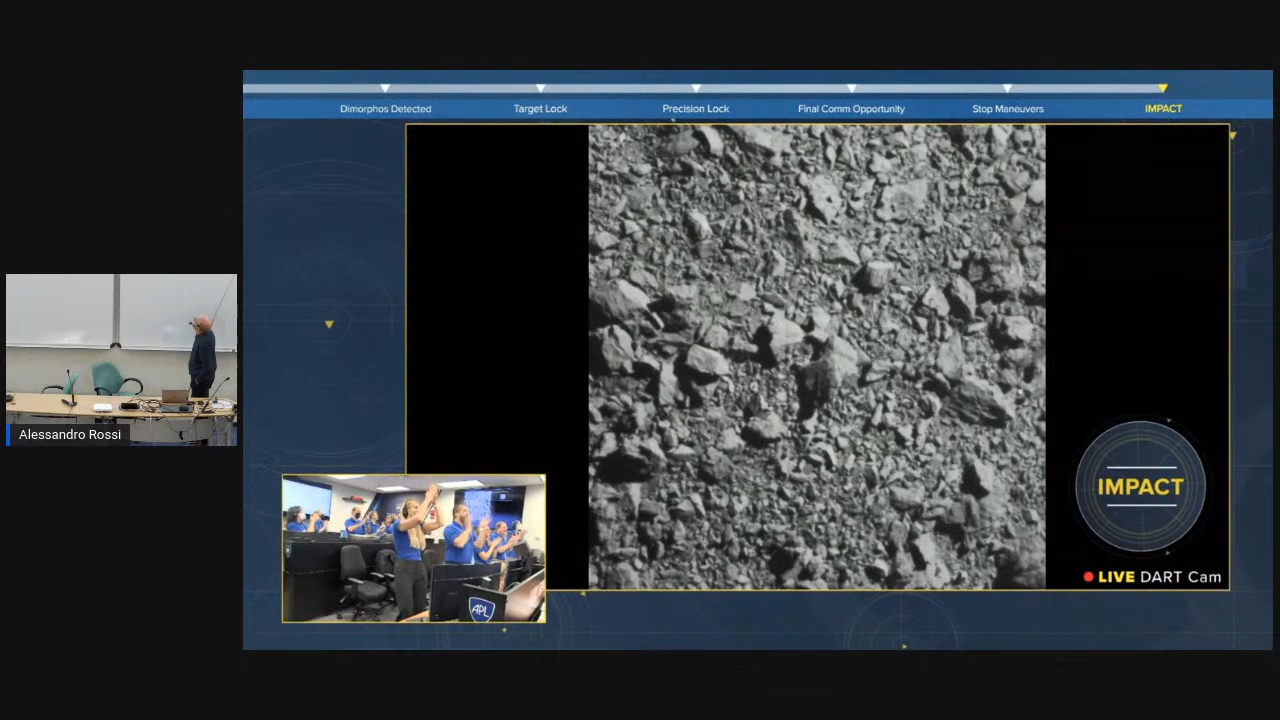 Dimorphos Detected
Target Lock
Precision Lock
Final Comm Opportunity
Stop Maneuvers
IMPACT
Alessandro Rossi
IMPACT
APL
LIVE DART Cam